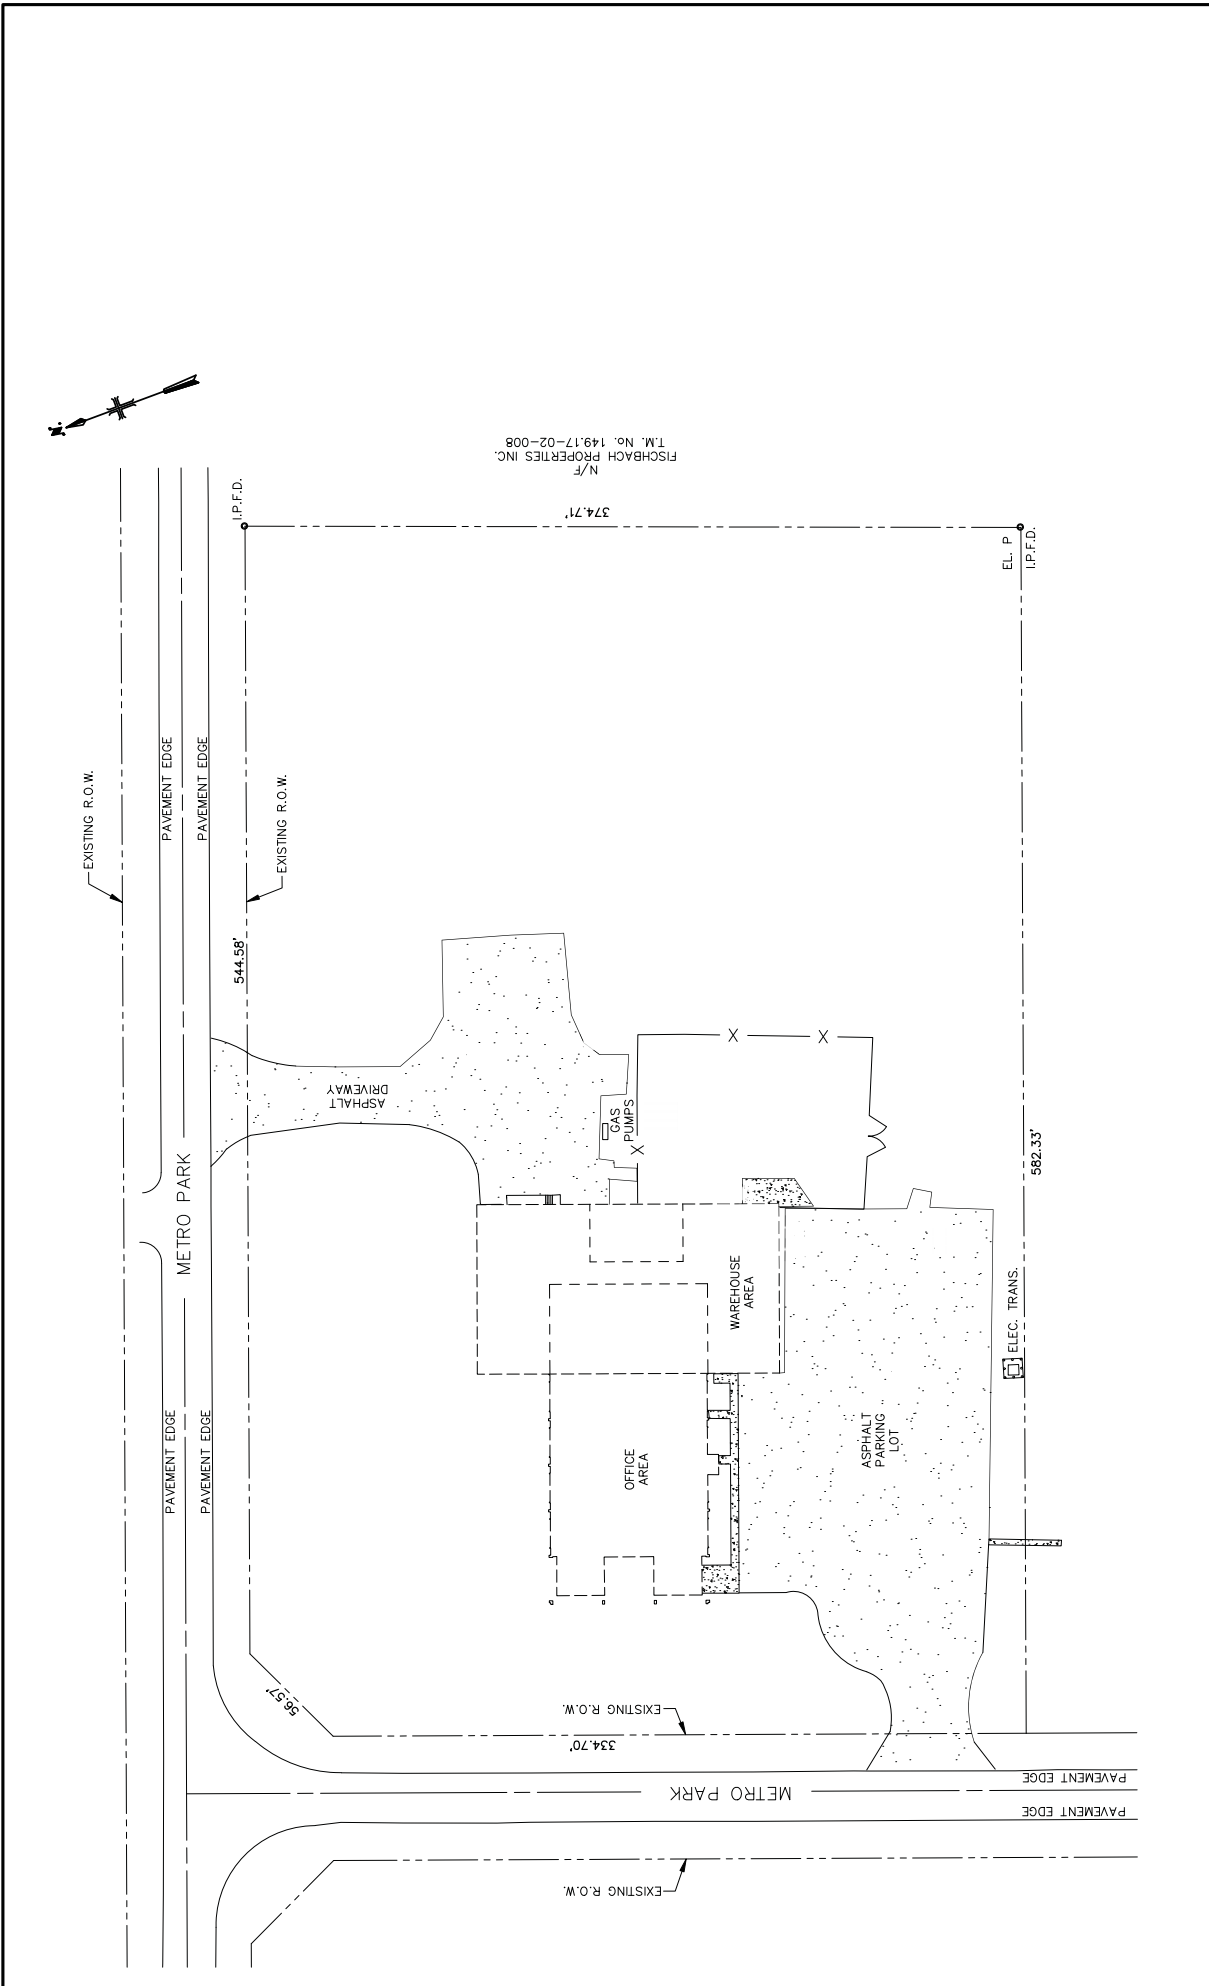 N/F
FISCHBACH PROPERTIES INC.
T.M. No. 149.17-02-008
I.P.F.D.
374.71'
EL. P
I.P.F.D.
EXISTING R.O.W.
PAVEMENT EDGE
PAVEMENT EDGE
EXISTING R.O.W.
544.58'
METRO PARK
ASPHALT
DRIVEWAY
GAS
PUMPS
X
X
X
582.33'
WAREHOUSE
AREA
ELEC. TRANS.
PAVEMENT EDGE
PAVEMENT EDGE
OFFICE
AREA
ASPHALT
PARKING
LOT
56.57'
EXISTING R.O.W.
334.70'
METRO PARK
PAVEMENT EDGE
PAVEMENT EDGE
EXISTING R.O.W.